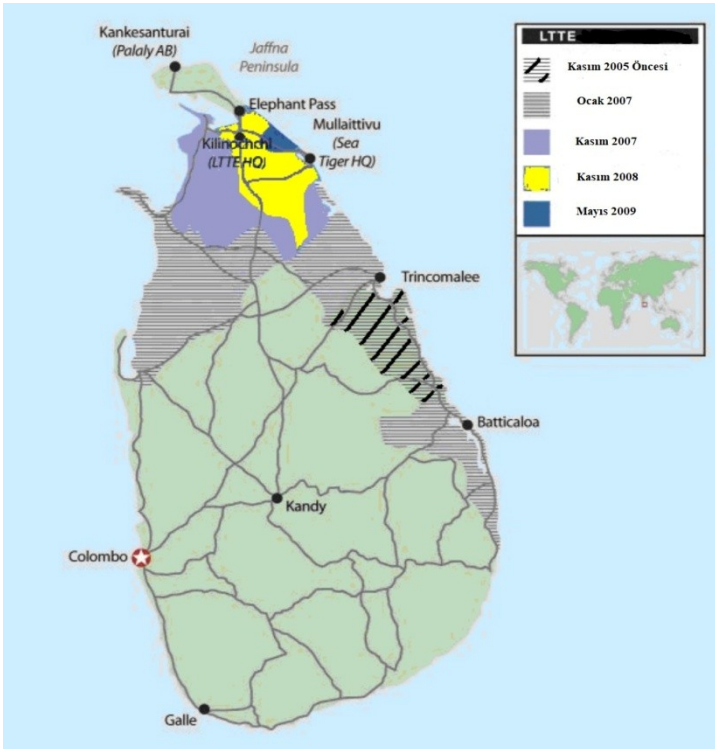 Kankesanturai
(Palaly AB)
Jaffna
Peninsula
Elephant Pass
Mullaittivu
(Sea
Tiger HQ)
Kilinochchi
(LTTE HQ)
Trincomalee
Batticaloa
Kandy
Colombo
Galle
LTTE
Kasım 2005 Öncesi
Ocak 2007
Kasım 2007
Kasım 2008
Mayıs 2009